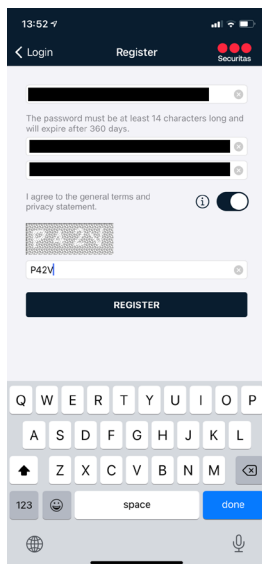 13:52
Login
Register
Securitas
The password must be at least 14 characters long and
will expire after 360 days.
I agree to the general terms and
privacy statement.
P42V
P42V
REGISTER
Q W E R T Y U I O P
A S D F G H J K L
Z X C V B N M
123
space
done